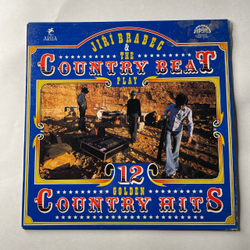 JIŘÍ BRABEC
& THE
COUNTRY BEAT
PLAY
12
GOLDEN
COUNTRY HITS